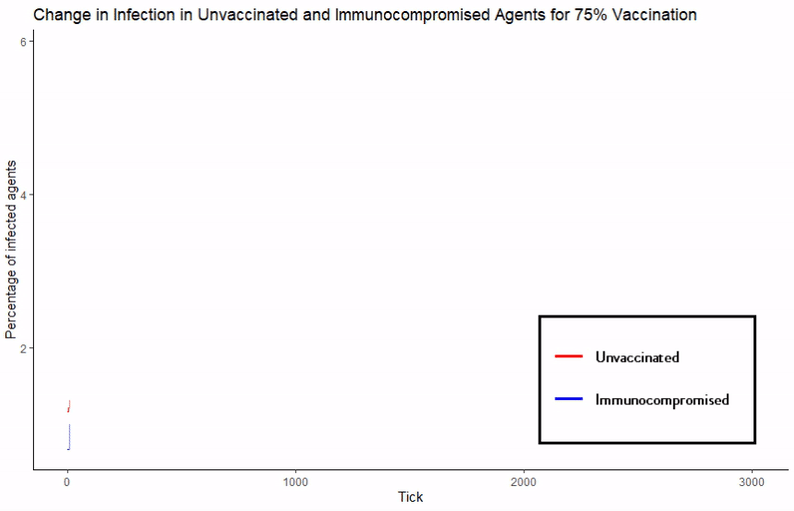 Change in Infection in Unvaccinated and Immunocompromised Agents for 75% Vaccination
6
4
2
Percentage of infected agents
Unvaccinated
Immunocompromised
0 1000 2000 3000
Tick